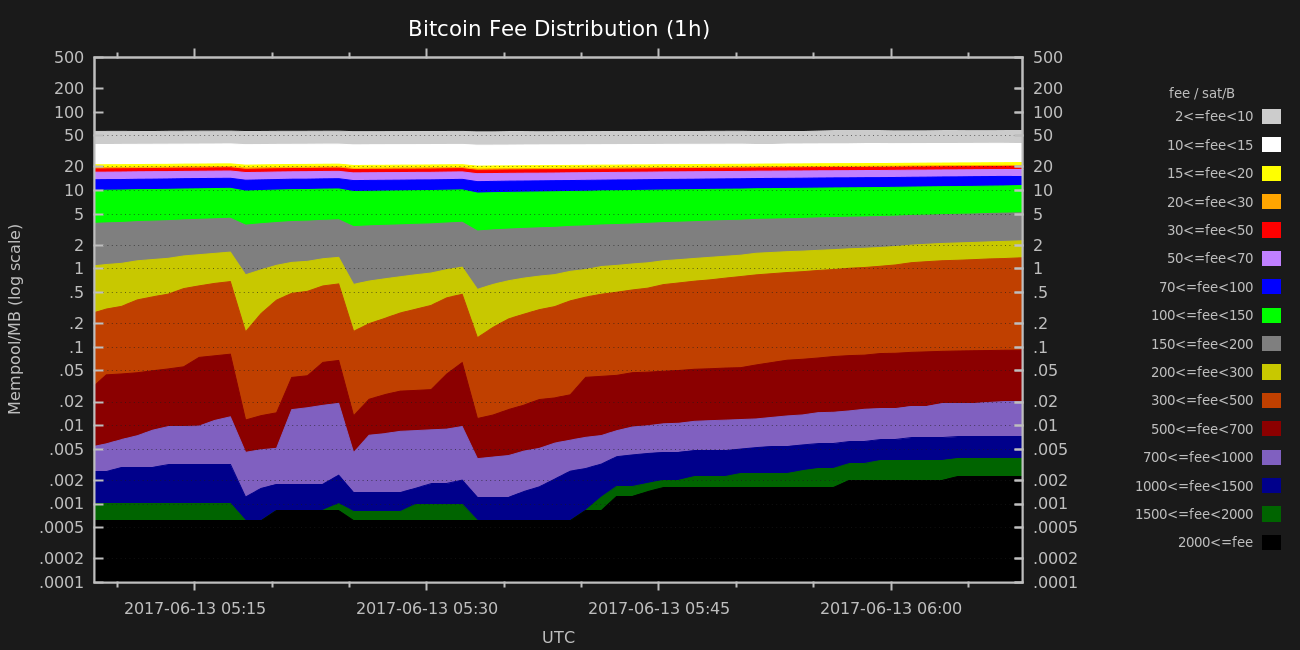 Bitcoin Fee Distribution (1h)
Mempool/MB (log scale)
500
200
100
50
20
10
5
2
1
.5
.2
.1
.05
.02
.01
.005
.002
.001
.0005
.0002
.0001
500
200
100
50
20
10
5
2
1
.5
.2
.1
.05
.02
.01
.005
.002
.001
.0005
.0002
.0001
fee / sat/B
2<=fee<10
10<=fee<15
15<=fee<20
20<=fee<30
30<=fee<50
50<=fee<70
70<=fee<100
100<=fee<150
150<=fee<200
200<=fee<300
300<=fee<500
500<=fee<700
700<=fee<1000
1000<=fee<1500
1500<=fee<2000
2000<=fee
2017-06-13 05:15
2017-06-13 05:30
2017-06-13 05:45
2017-06-13 06:00
UTC